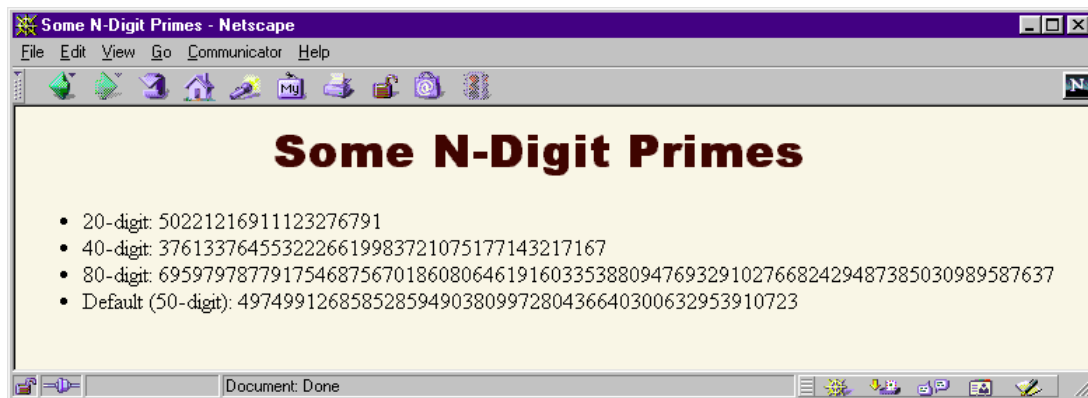 Some N-Digit Primes - Netscape
File Edit View Go Communicator Help
My
N
Some N-Digit Primes
• 20-digit: 50221216911123276791
• 40-digit: 3761337645532226619983721075177143217167
• 80-digit: 69597978779175468756701860806461916033538809476932910276682429487385030989587637
• Default (50-digit): 49749912685852859490380997280436640300632953910723
Document: Done